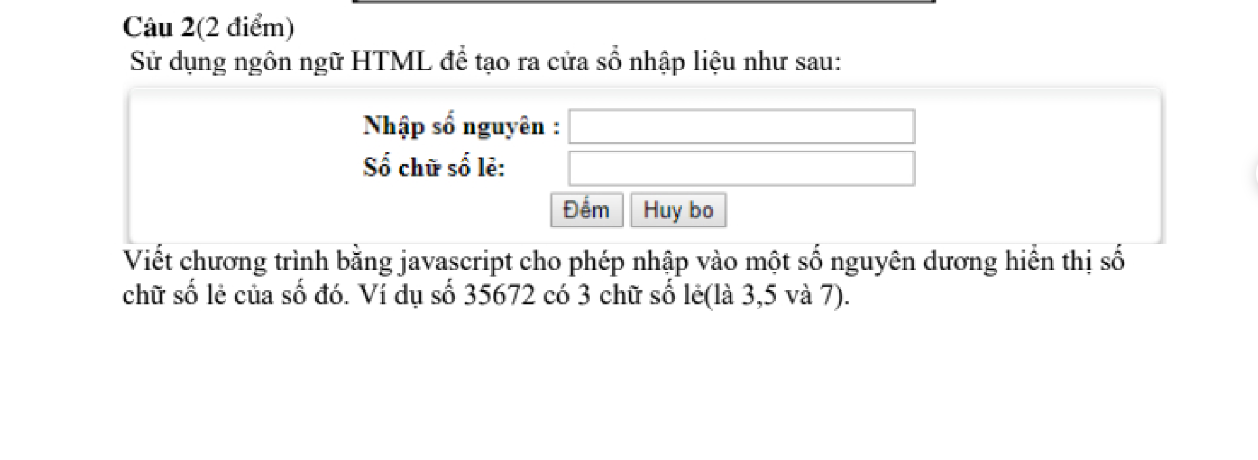 Câu 2(2 điểm)
Sử dụng ngôn ngữ HTML để tạo ra cửa sổ nhập liệu như sau:
Nhập số nguyên :
Số chữ số lẻ:
Đếm Huy bo
Viết chương trình bằng javascript cho phép nhập vào một số nguyên dương hiển thị số
chữ số lẻ của số đó. Ví dụ số 35672 có 3 chữ số lẻ(là 3,5 và 7).